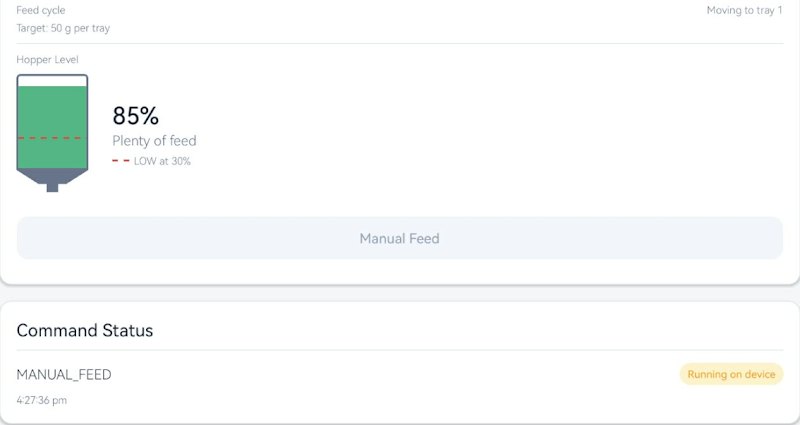 Feed cycle
Moving to tray 1
Target: 50 g per tray
Hopper Level
85%
Plenty of feed
LOW at 30%
Manual Feed
Command Status
MANUAL_FEED
Running on device
4:27:36 pm